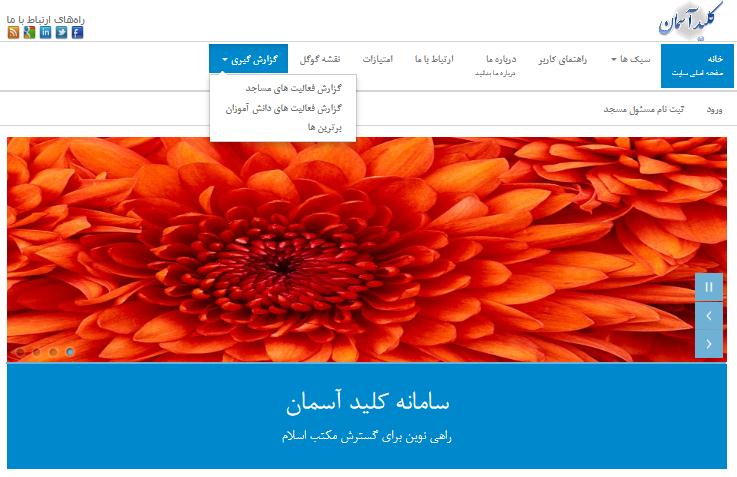 کلید آسمان
راه‌های ارتباط با ما
خانه
صفحه اصلی سایت
سبک ها
راهنمای کاربر
درباره ما
درباره ما بدانید
ارتباط با ما
امتیازات
نقشه گوگل
گزارش گیری
گزارش فعالیت های مساجد
گزارش فعالیت های دانش آموزان
برترین ها
ورود
ثبت نام مسئول مسجد
سامانه کلید آسمان
راهی نوین برای گسترش مکتب اسلام